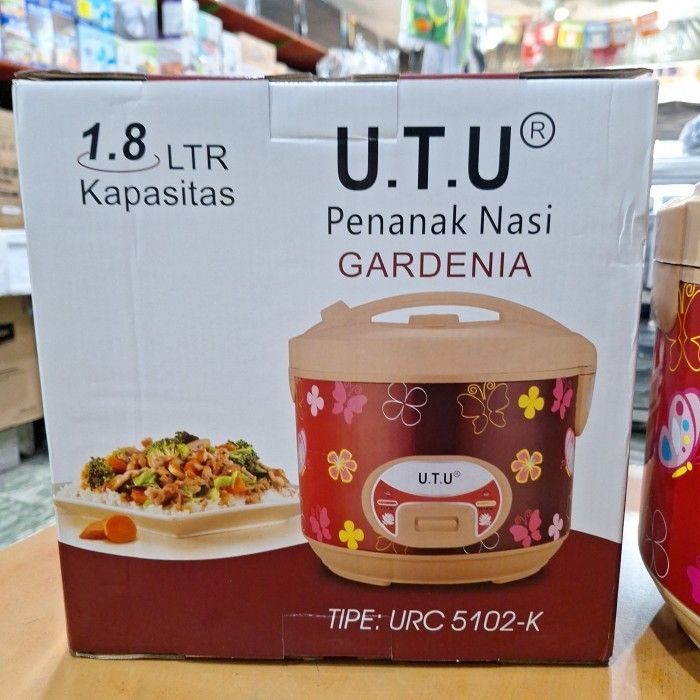 1.8 LTR
Kapasitas
U.T.U®
Penanak Nasi
GARDENIA
U.T.U®
TIPE: URC 5102-K